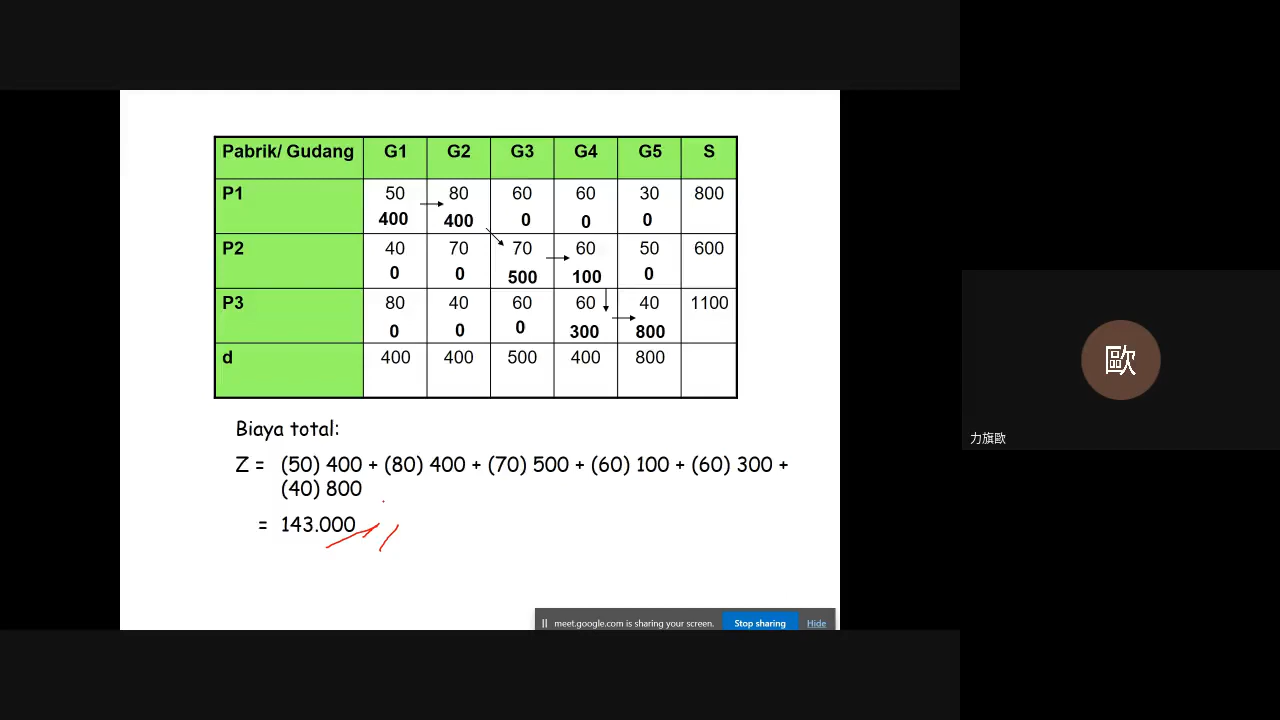 Pabrik/ Gudang G1 G2 G3 G4 G5 S
P1 50 80 60 60 30 800
400 400 0 0 0
P2 40 70 70 60 50 600
0 0 500 100 0
P3 80 40 60 60 40 1100
0 0 0 300 800
d 400 400 500 400 800
Biaya total:
Z = (50) 400 + (80) 400 + (70) 500 + (60) 100 + (60) 300 +
(40) 800
= 143.000
meet.google.com is sharing your screen. Stop sharing Hide
歐
力旗歐